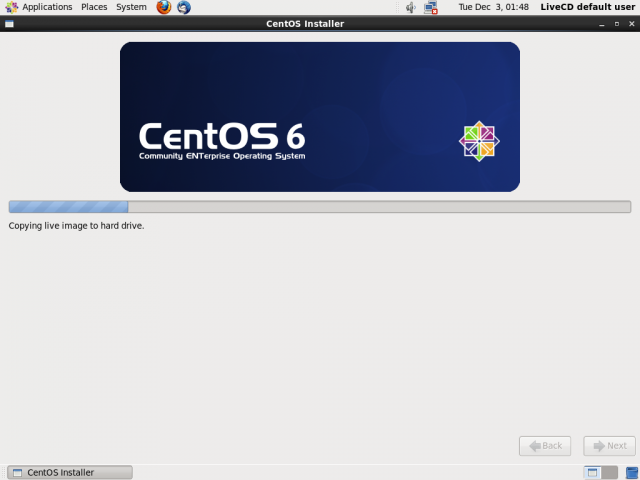 Applications Places System Tue Dec 3, 01:48 LiveCD default user
CentOS Installer
CentOS 6
Community ENTerprise Operating System
Copying live image to hard drive.
Back Next
CentOS Installer